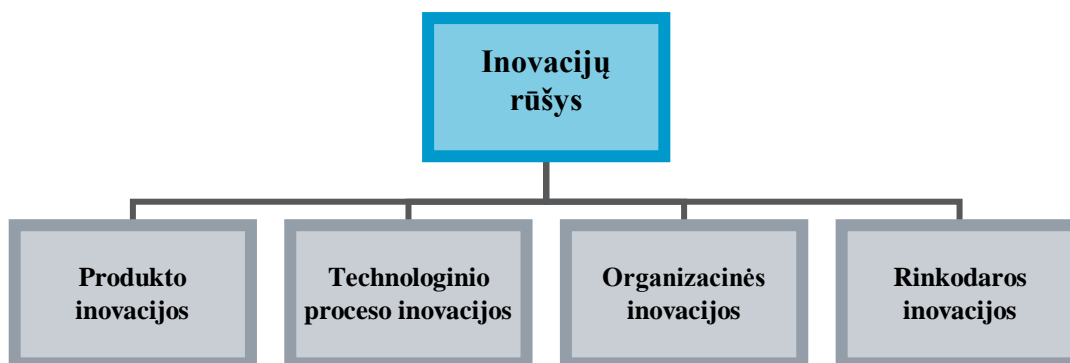 Inovacijų
rūšys
Produkto
inovacijos
Technologinio
proceso inovacijos
Organizacinės
inovacijos
Rinkodaros
inovacijos